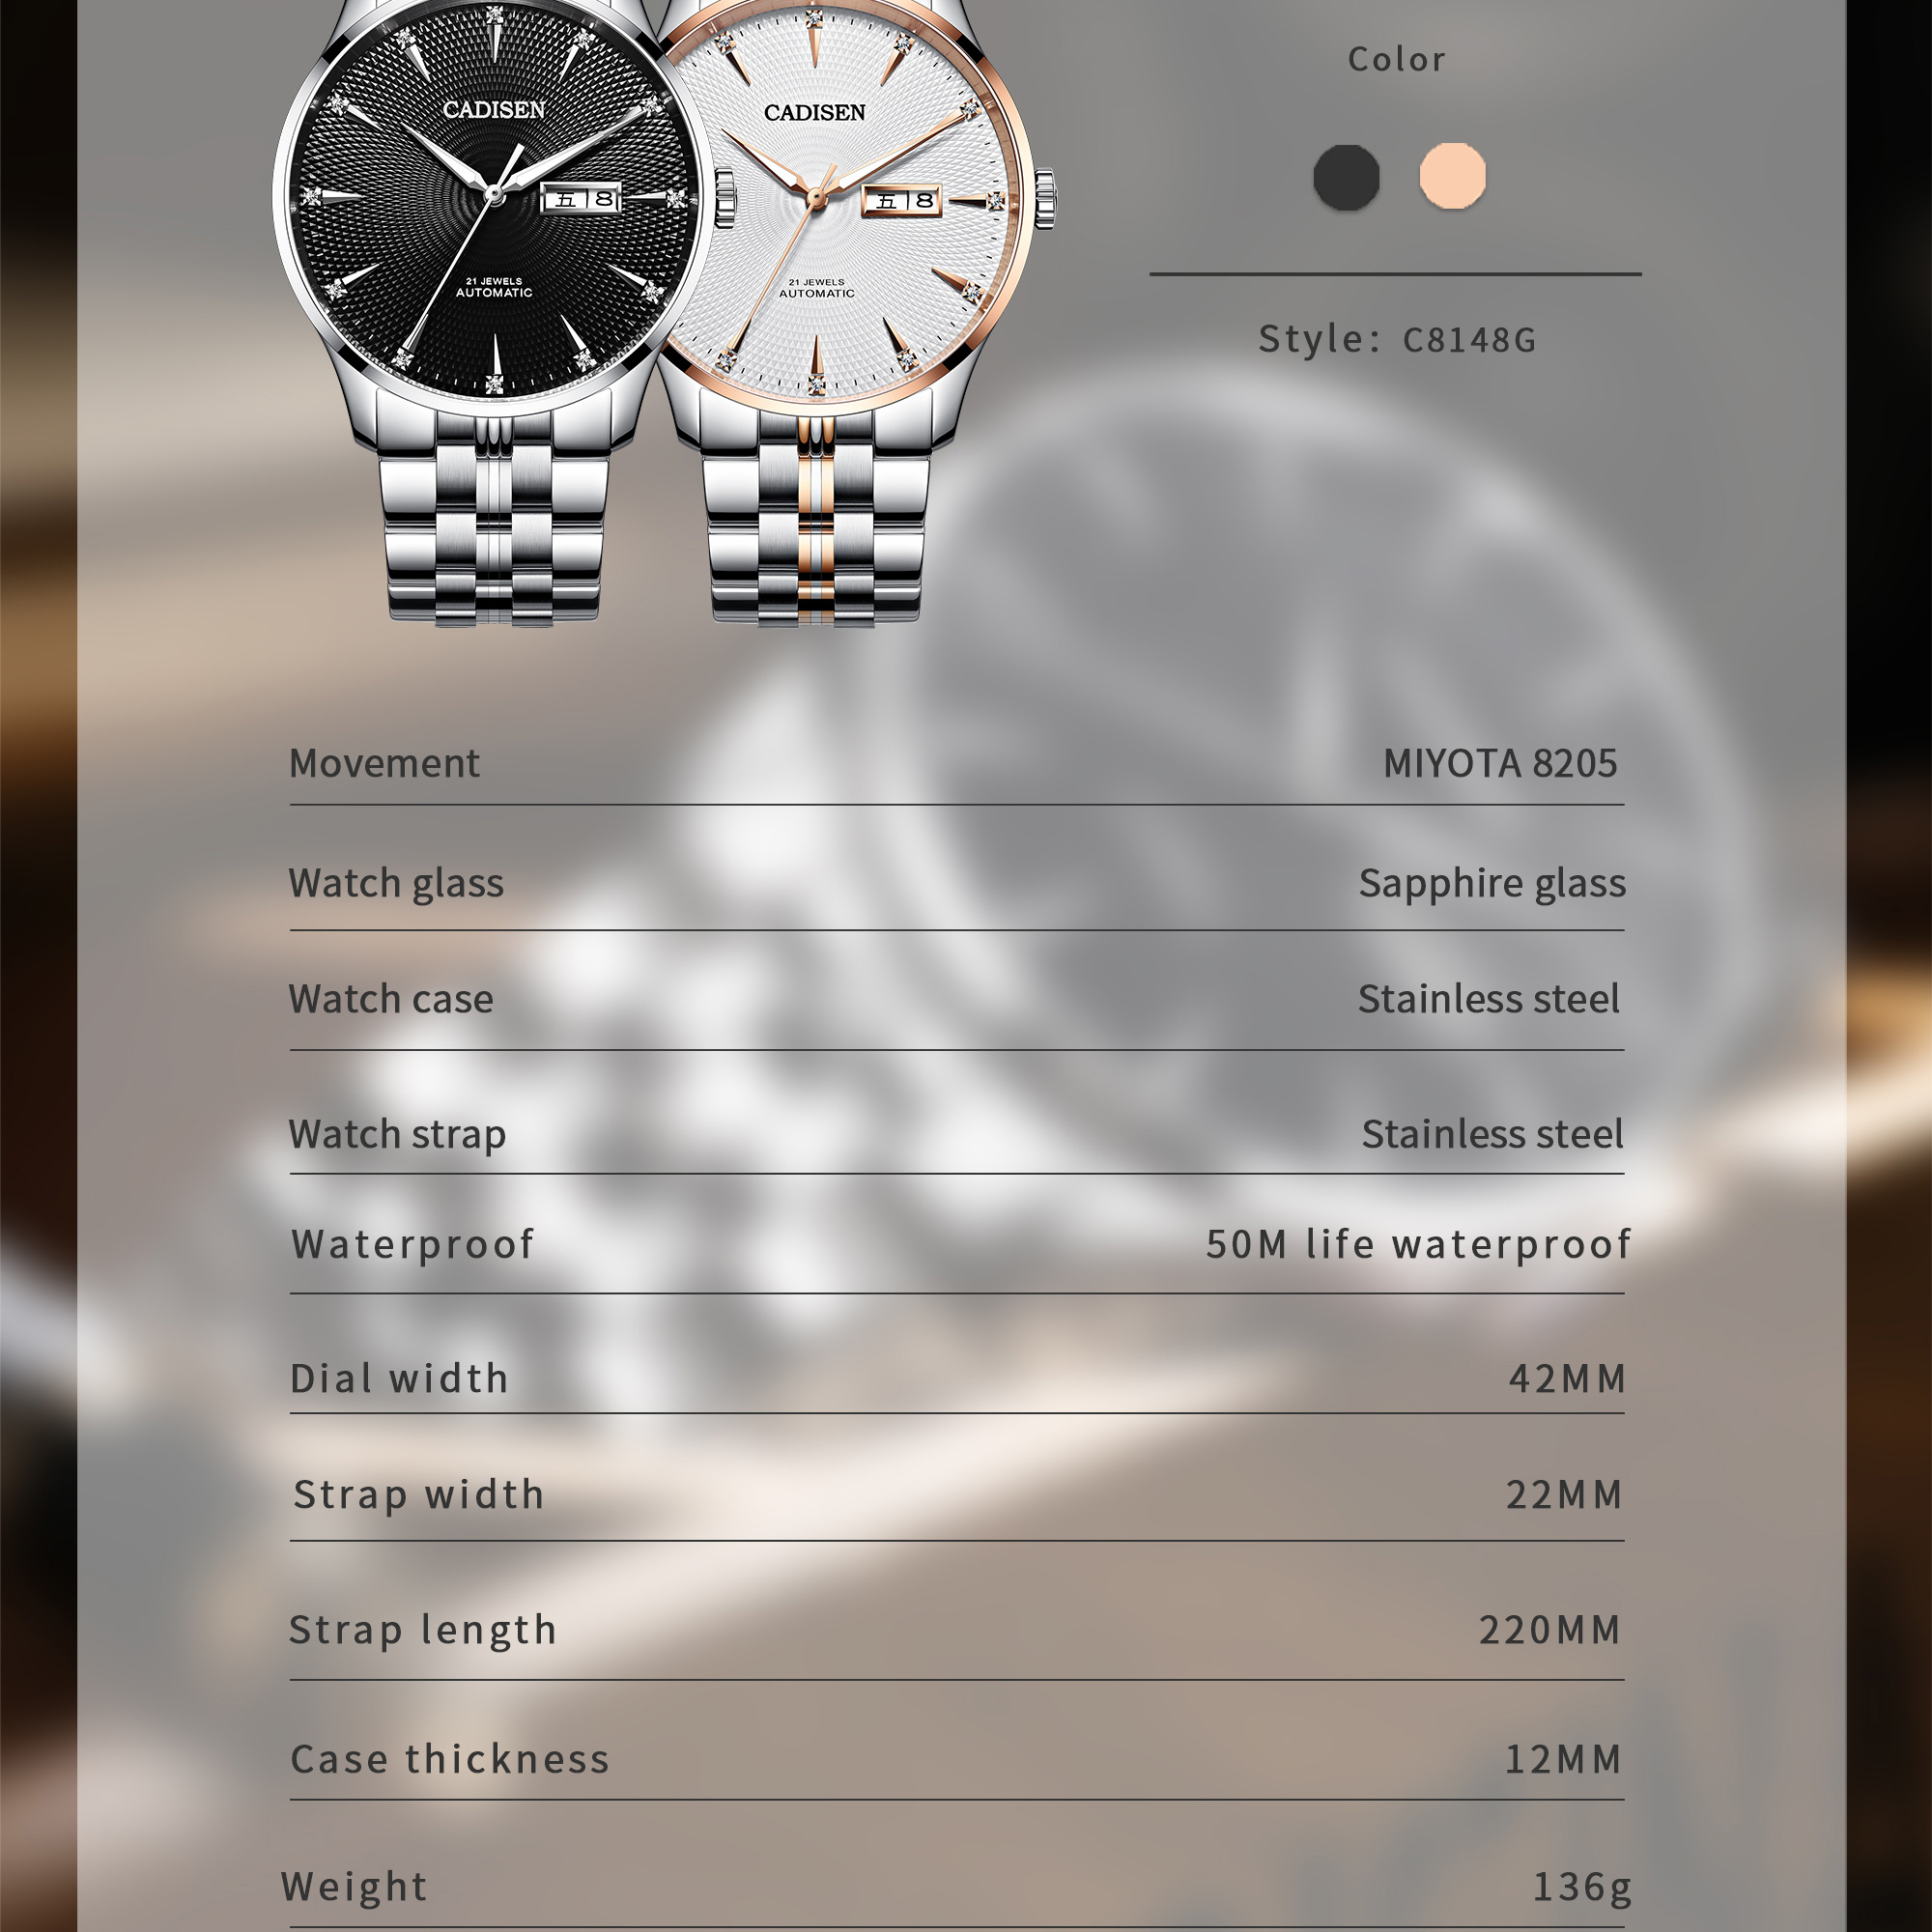 CADISEN
五 8
21 JEWELS
AUTOMATIC
CADISEN
五 8
21 JEWELS
AUTOMATIC
Color
Style: C8148G
Movement MIYOTA 8205
Watch glass Sapphire glass
Watch case Stainless steel
Watch strap Stainless steel
Waterproof 50M life waterproof
Dial width 42MM
Strap width 22MM
Strap length 220MM
Case thickness 12MM
Weight 136g